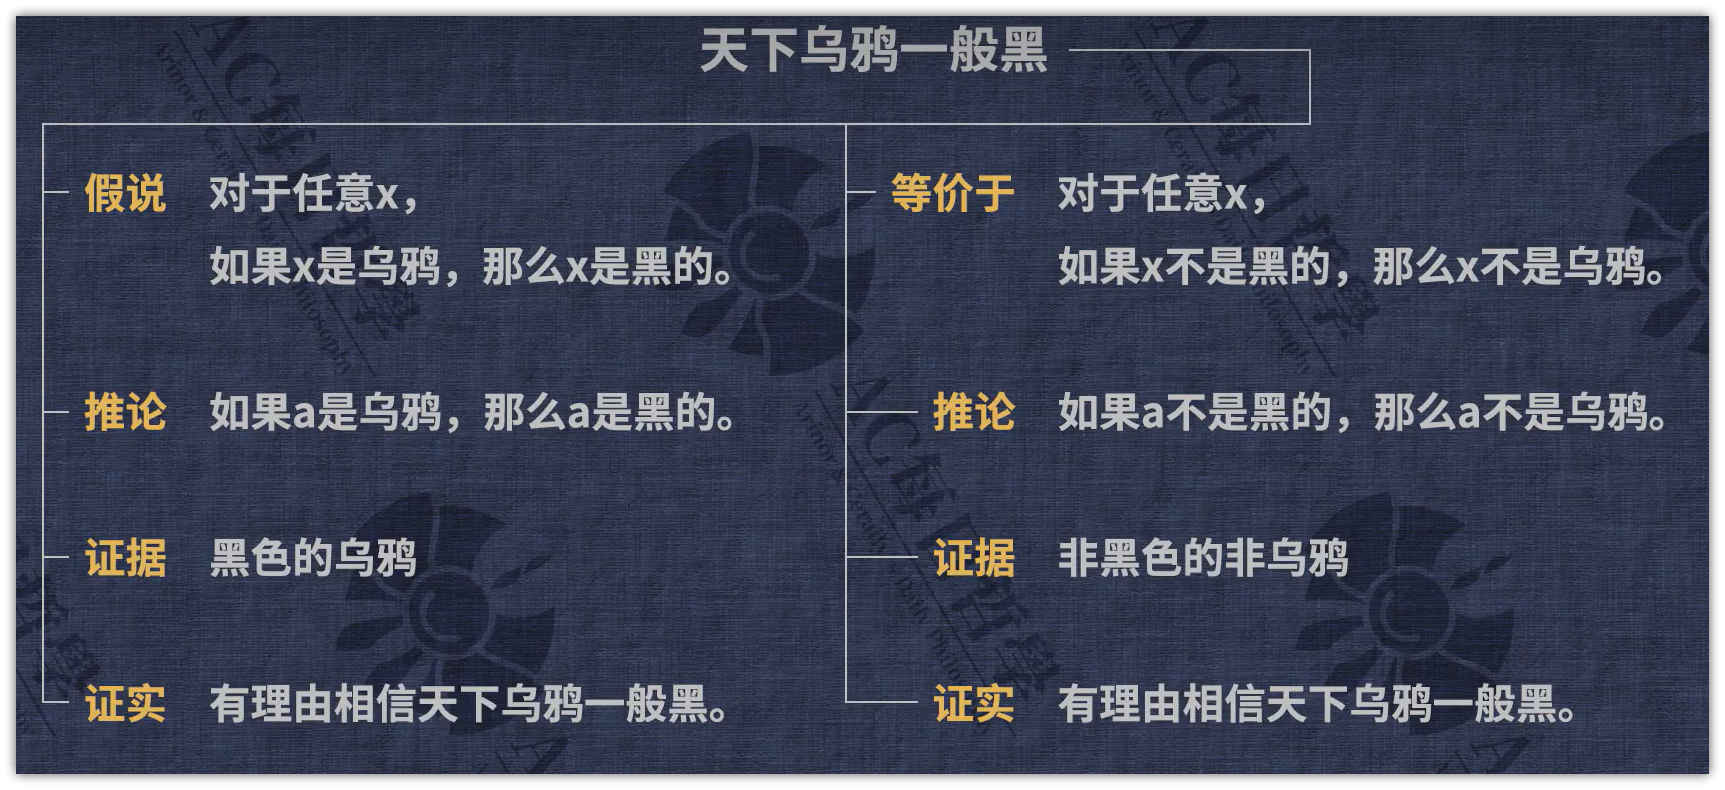 天下乌鸦一般黑
假说 对于任意x，
如果x是乌鸦，那么x是黑的。
推论 如果a是乌鸦，那么a是黑的。
证据 黑色的乌鸦
证实 有理由相信天下乌鸦一般黑。
等价于 对于任意x，
如果x不是黑的，那么x不是乌鸦。
推论 如果a不是黑的，那么a不是乌鸦。
证据 非黑色的非乌鸦
证实 有理由相信天下乌鸦一般黑。